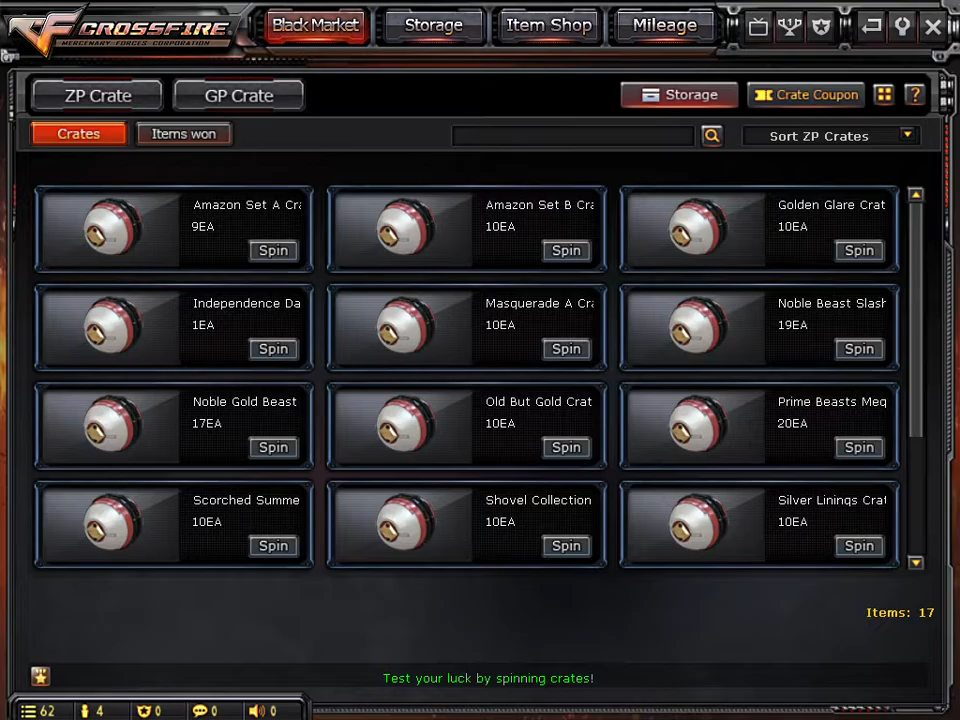 CROSSFIRE
MERCENARY FORCES CORPORATION
Black Market
Storage
Item Shop
Mileage
ZP Crate
GP Crate
Storage
Crate Coupon
?
Crates
Items won
Sort ZP Crates
Amazon Set A Cra
9EA
Spin
Amazon Set B Cra
10EA
Spin
Golden Glare Crat
10EA
Spin
Independence Da
1EA
Spin
Masquerade A Cra
10EA
Spin
Noble Beast Slash
19EA
Spin
Noble Gold Beast
17EA
Spin
Old But Gold Crat
10EA
Spin
Prime Beasts Meg
20EA
Spin
Scorched Summe
10EA
Spin
Shovel Collection
10EA
Spin
Silver Linings Crat
10EA
Spin
Items: 17
Test your luck by spinning crates!
62
4
0
0
0